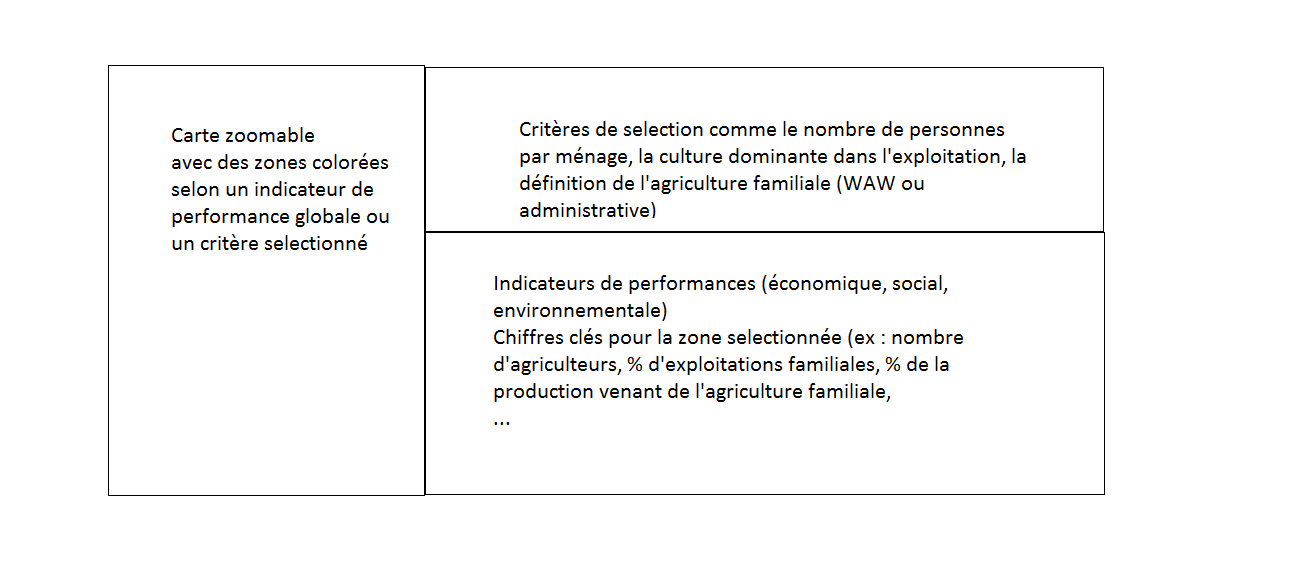 Carte zoomable
avec des zones colorées
selon un indicateur de
performance globale ou
un critère selectionné
Critères de selection comme le nombre de personnes
par ménage, la culture dominante dans l'exploitation, la
définition de l'agriculture familiale (WAW ou
administrative)
Indicateurs de performances (économique, social,
environnementale)
Chiffres clés pour la zone selectionnée (ex : nombre
d'agriculteurs, % d'exploitations familiales, % de la
production venant de l'agriculture familiale,
...